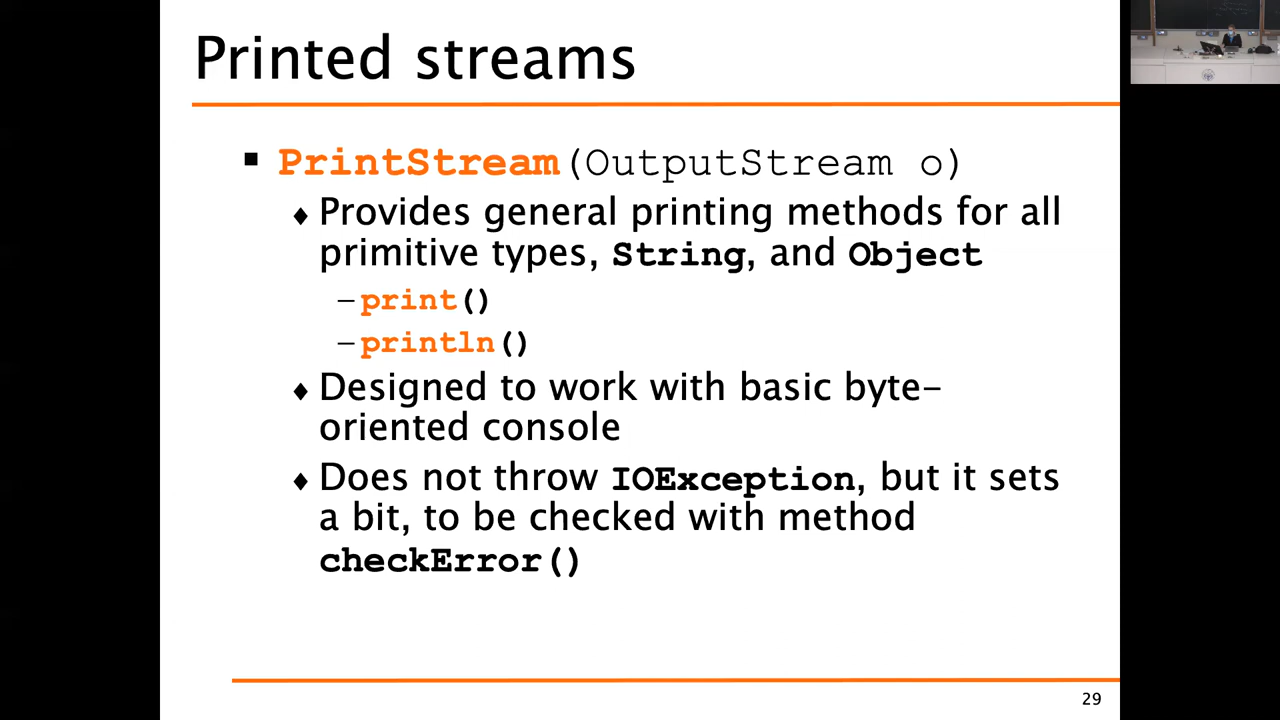 Printed streams
▪ PrintStream(OutputStream o)
♦ Provides general printing methods for all
primitive types, String, and Object
– print()
– println()
♦ Designed to work with basic byte-
oriented console
♦ Does not throw IOException, but it sets
a bit, to be checked with method
checkError()
29